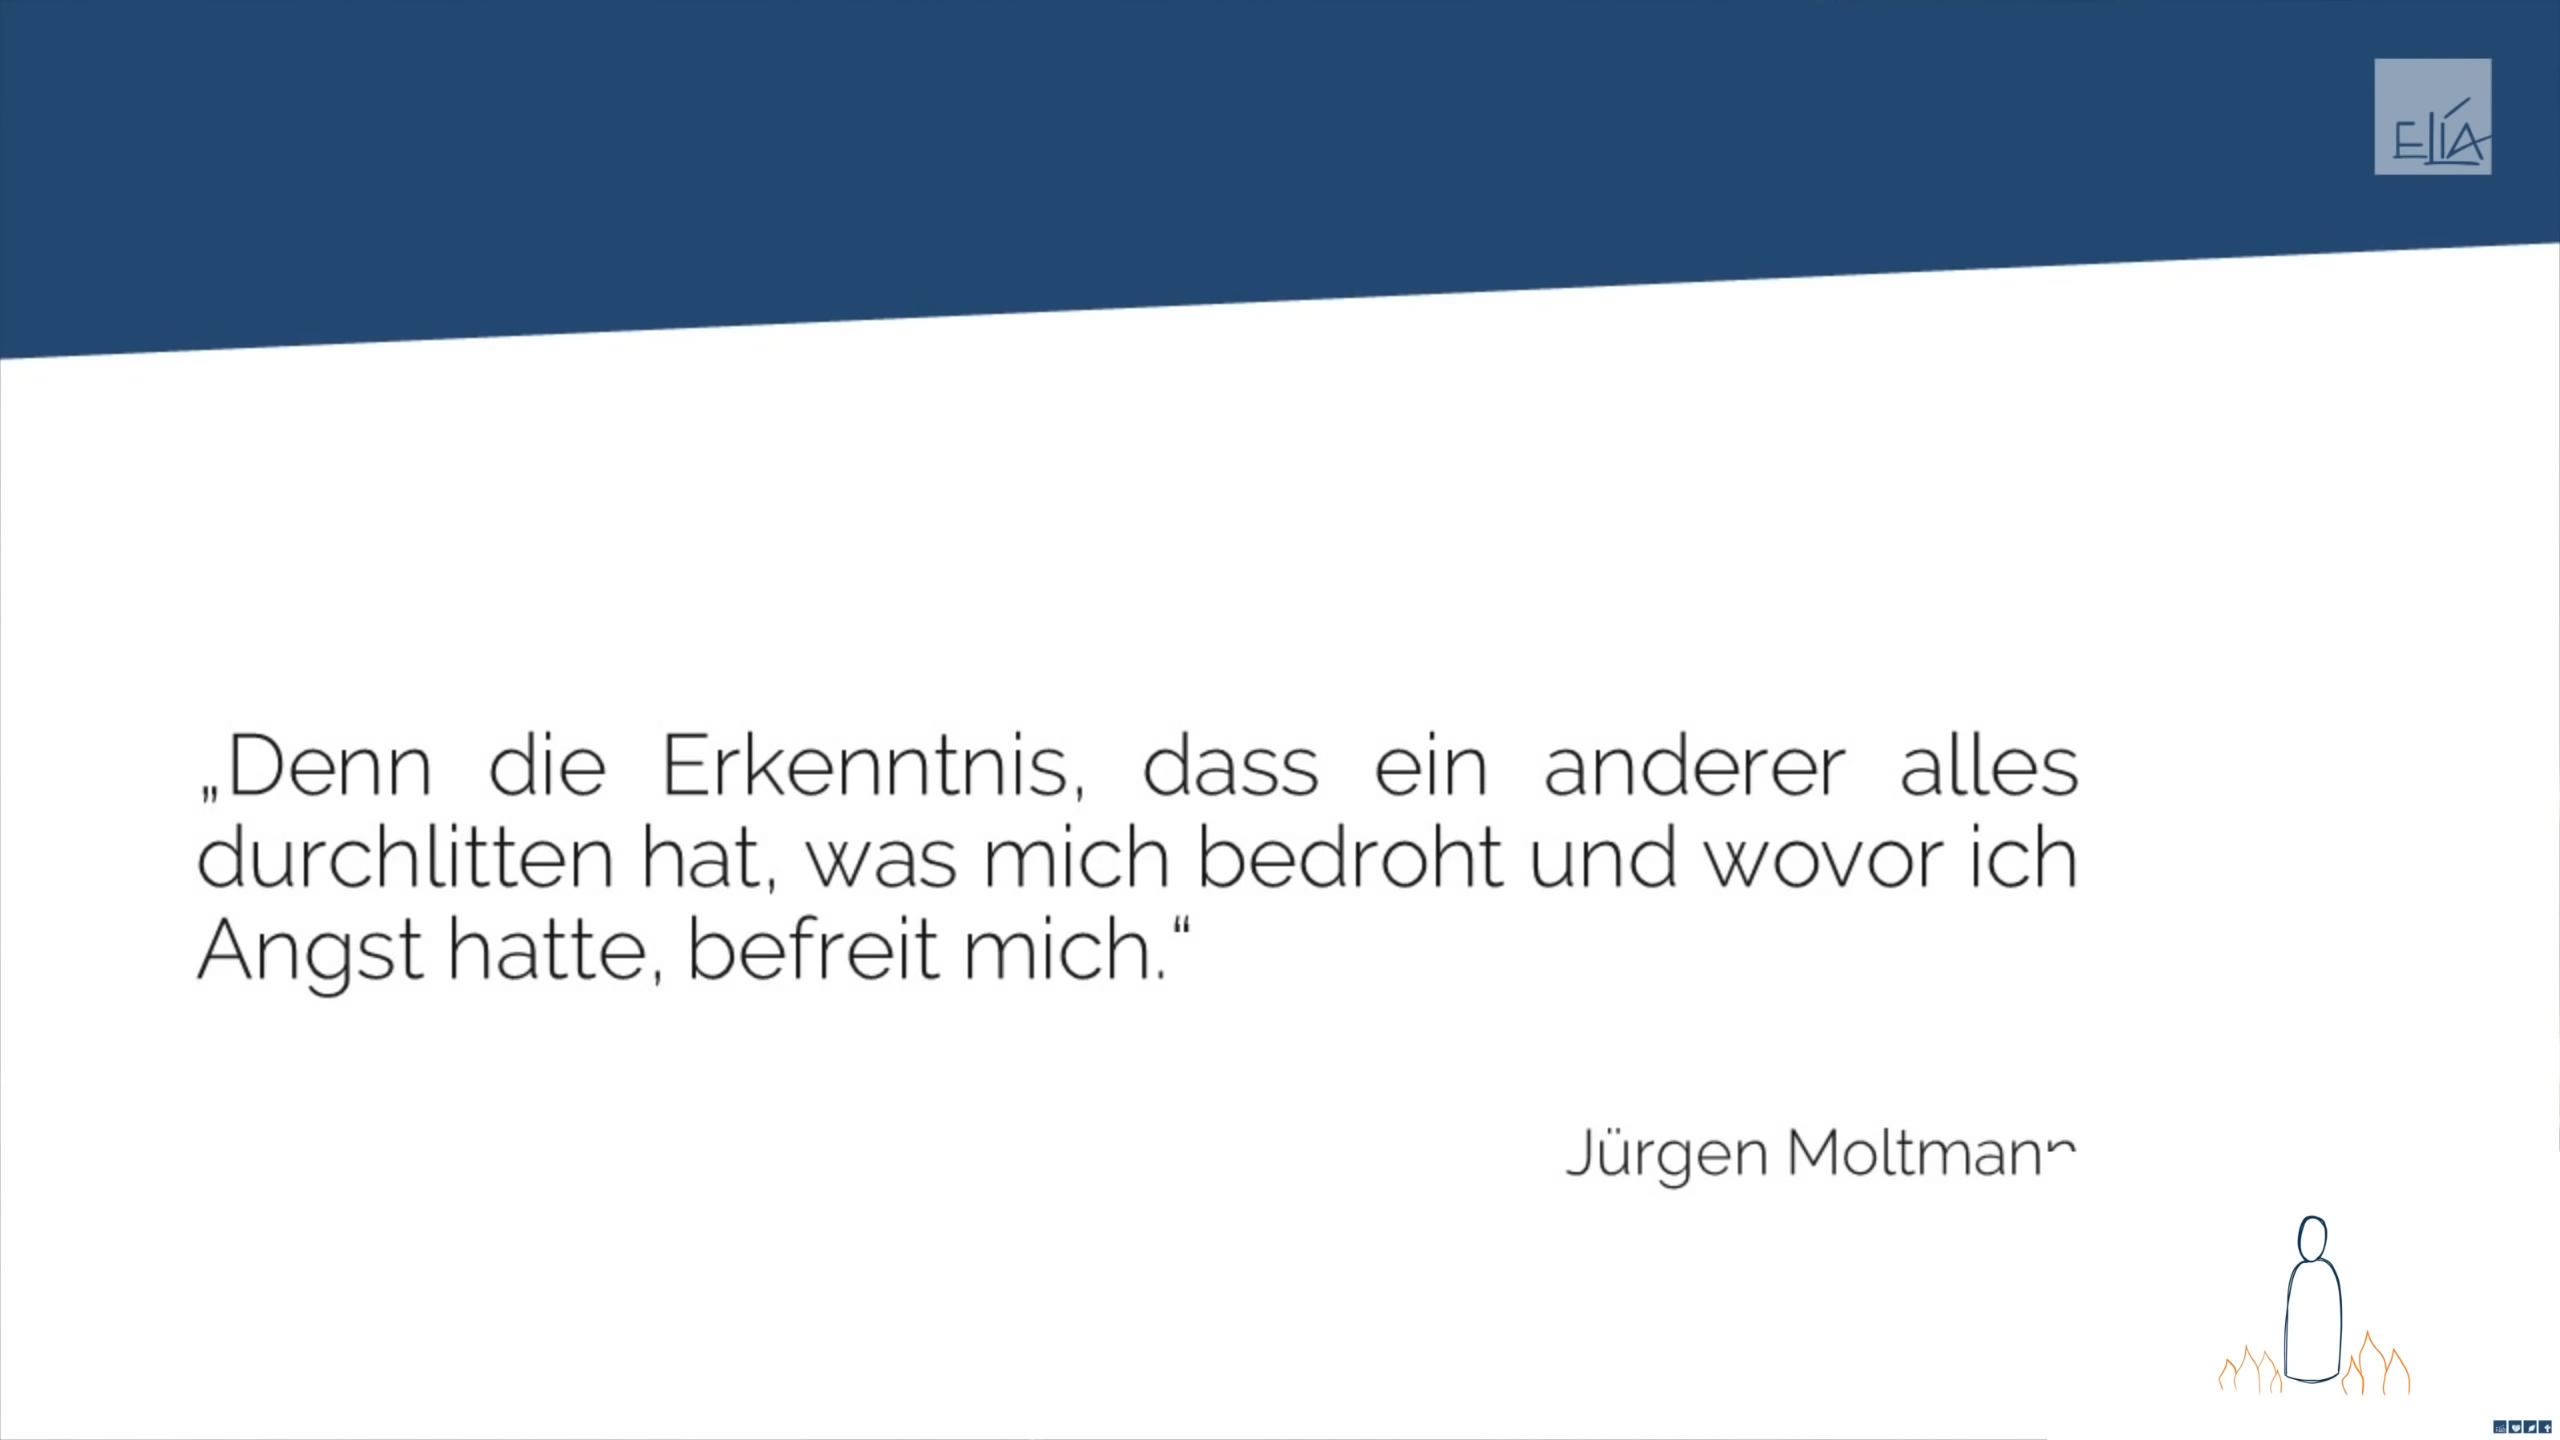 ELIA
„Denn die Erkenntnis, dass ein anderer alles
durchlitten hat, was mich bedroht und wovor ich
Angst hatte, befreit mich.“
Jürgen Moltmann